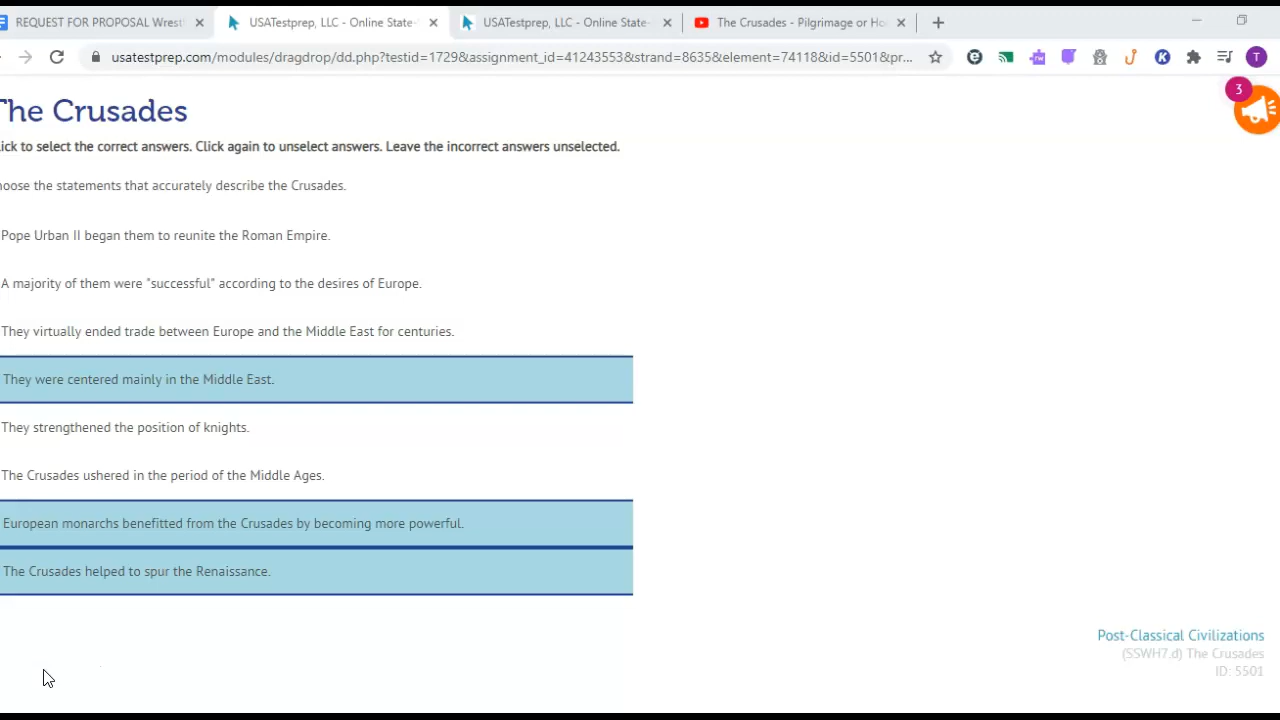 REQUEST FOR PROPOSAL Wrest
USATestprep, LLC - Online State-
USATestprep, LLC - Online State-
The Crusades - Pilgrimage or Ho
usatestprep.com/modules/dragdrop/dd.php?testid=1729&assignment_id=41243553&strand=8635&element=74118&id=5501&pr...
T
3
The Crusades
lick to select the correct answers. Click again to unselect answers. Leave the incorrect answers unselected.
hoose the statements that accurately describe the Crusades.
Pope Urban II began them to reunite the Roman Empire.
A majority of them were "successful" according to the desires of Europe.
They virtually ended trade between Europe and the Middle East for centuries.
They were centered mainly in the Middle East.
They strengthened the position of knights.
The Crusades ushered in the period of the Middle Ages.
European monarchs benefitted from the Crusades by becoming more powerful.
The Crusades helped to spur the Renaissance.
Post-Classical Civilizations
(SSWH7.d) The Crusades
ID: 5501